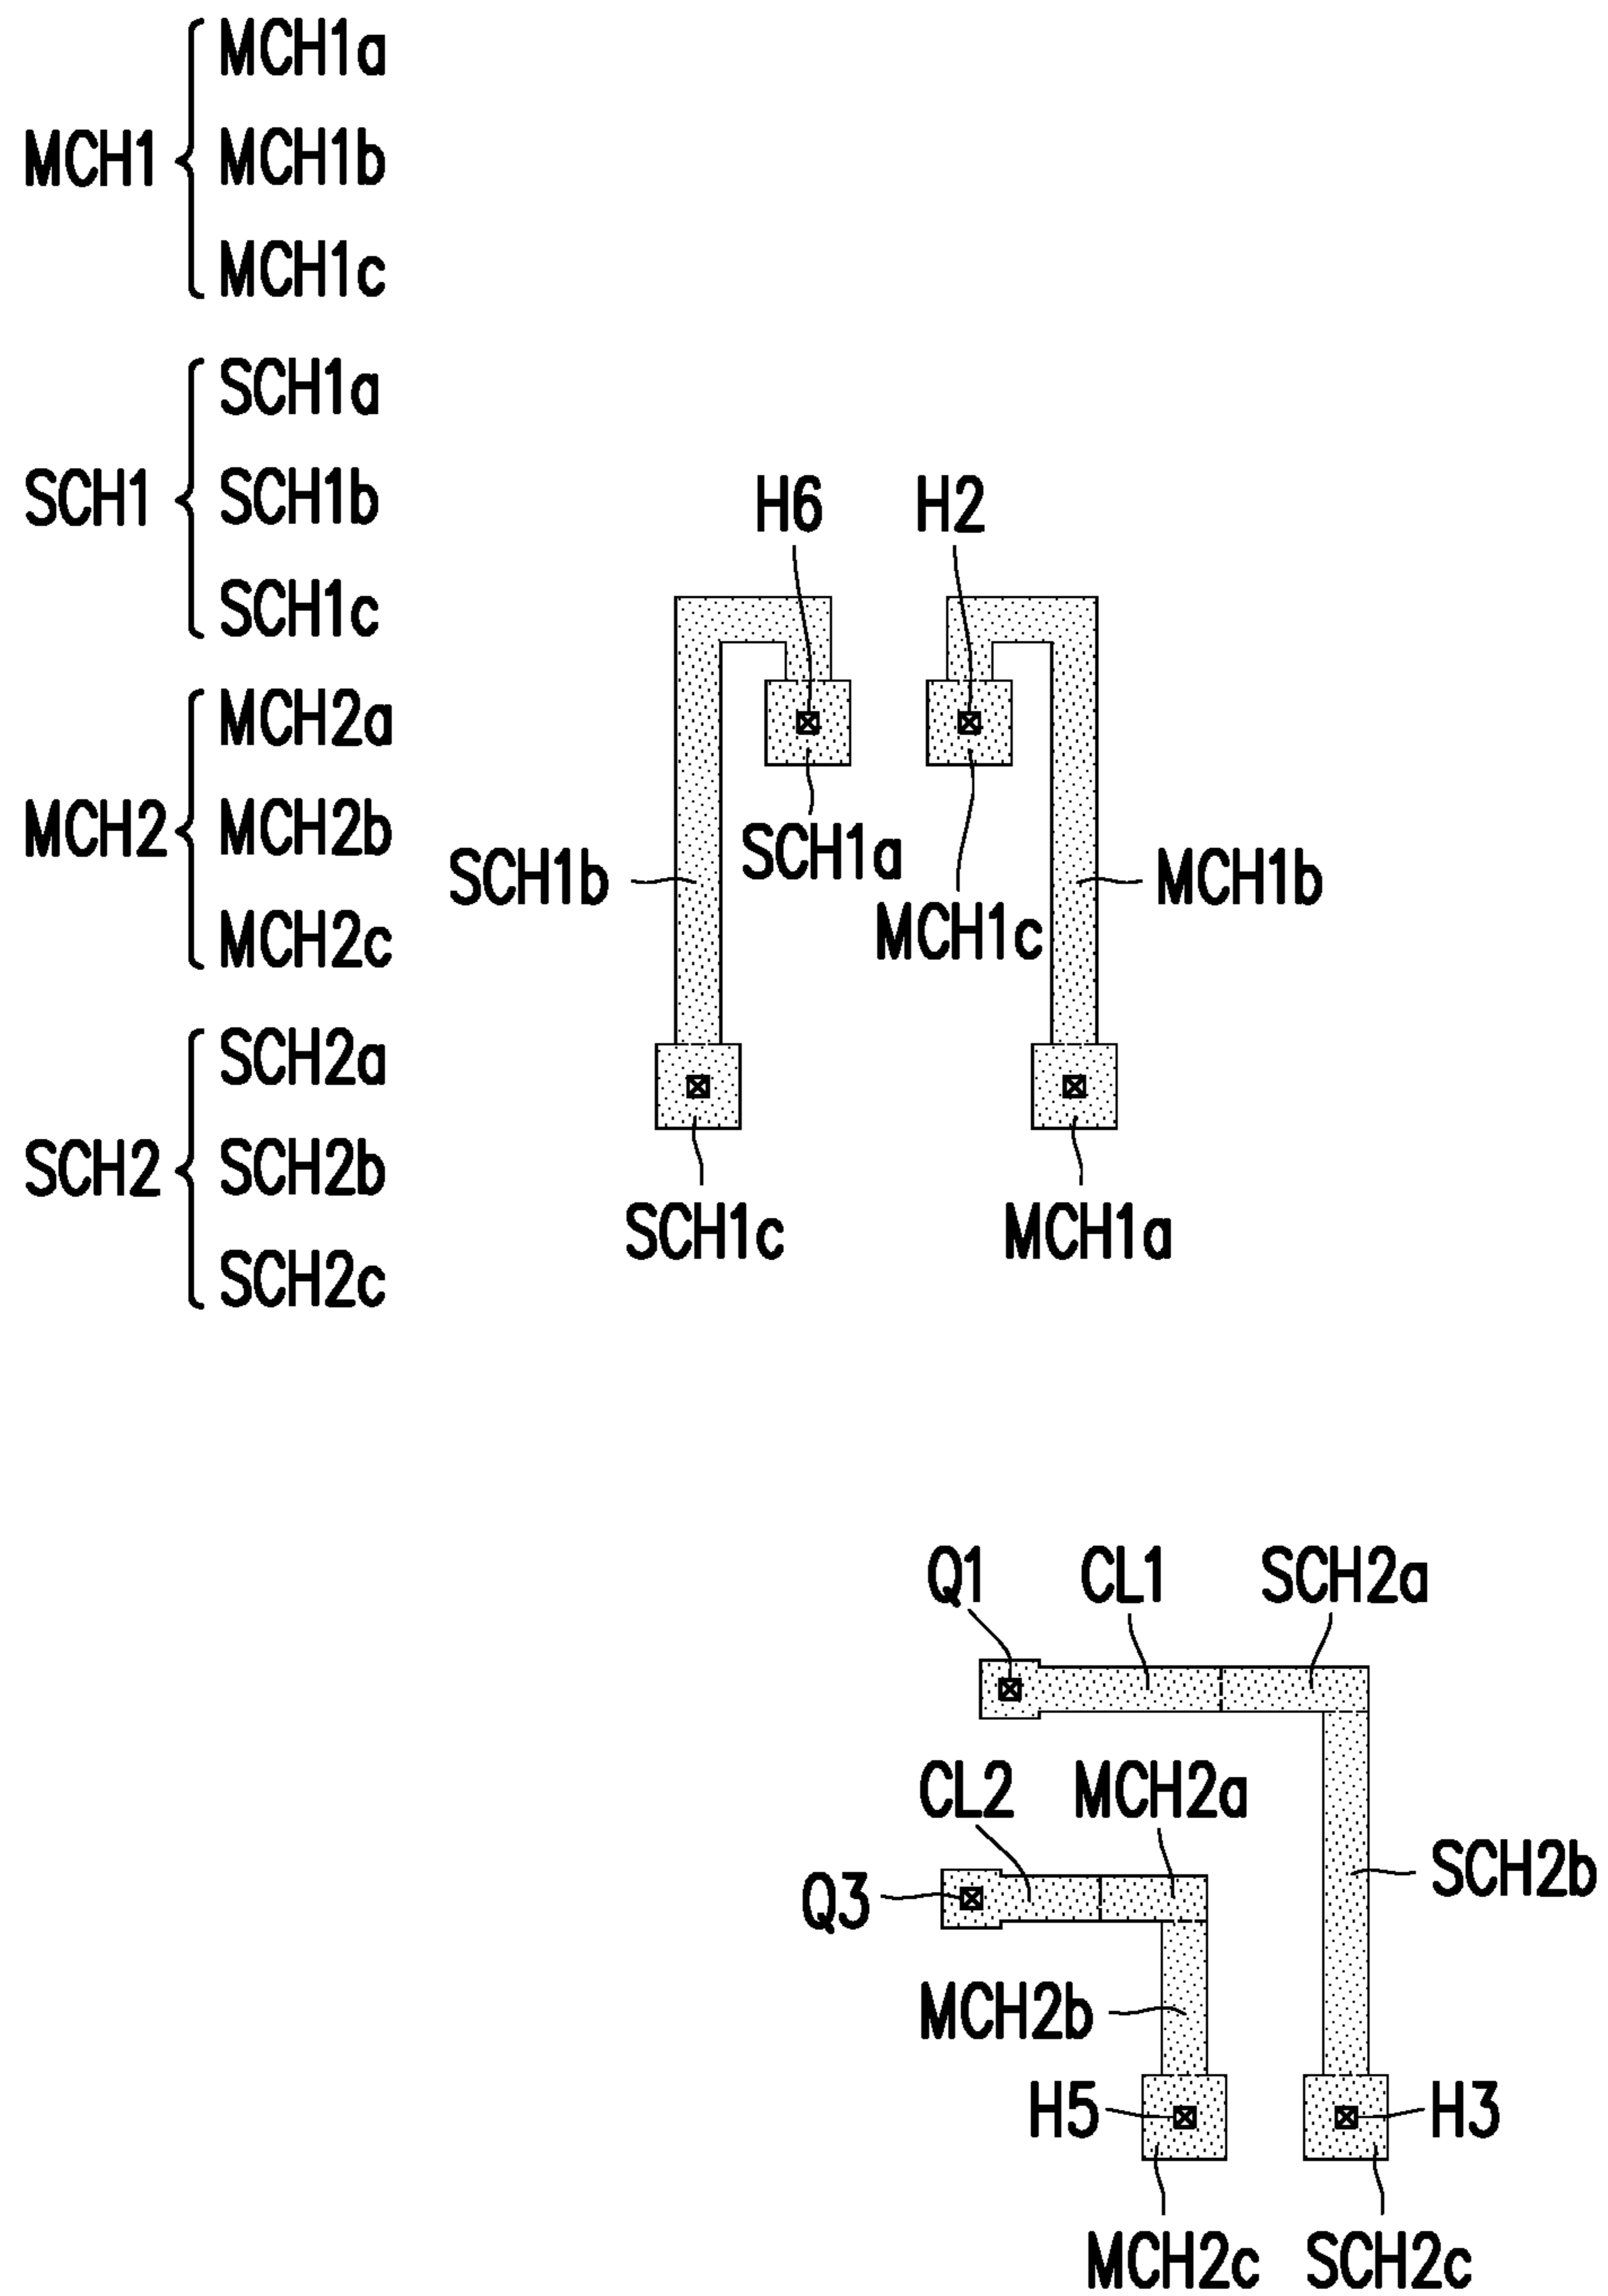 MCH1a
MCH1 MCH1b
MCH1c
SCH1a
SCH1 SCH1b
SCH1c
MCH2a
MCH2 MCH2b
MCH2c
SCH2a
SCH2 SCH2b
SCH2c
H6 H2
SCH1a
SCH1b MCH1b
MCH1c
SCH1c MCH1a
Q1 CL1 SCH2a
CL2 MCH2a
SCH2b
Q3
MCH2b
H5 H3
MCH2c SCH2c